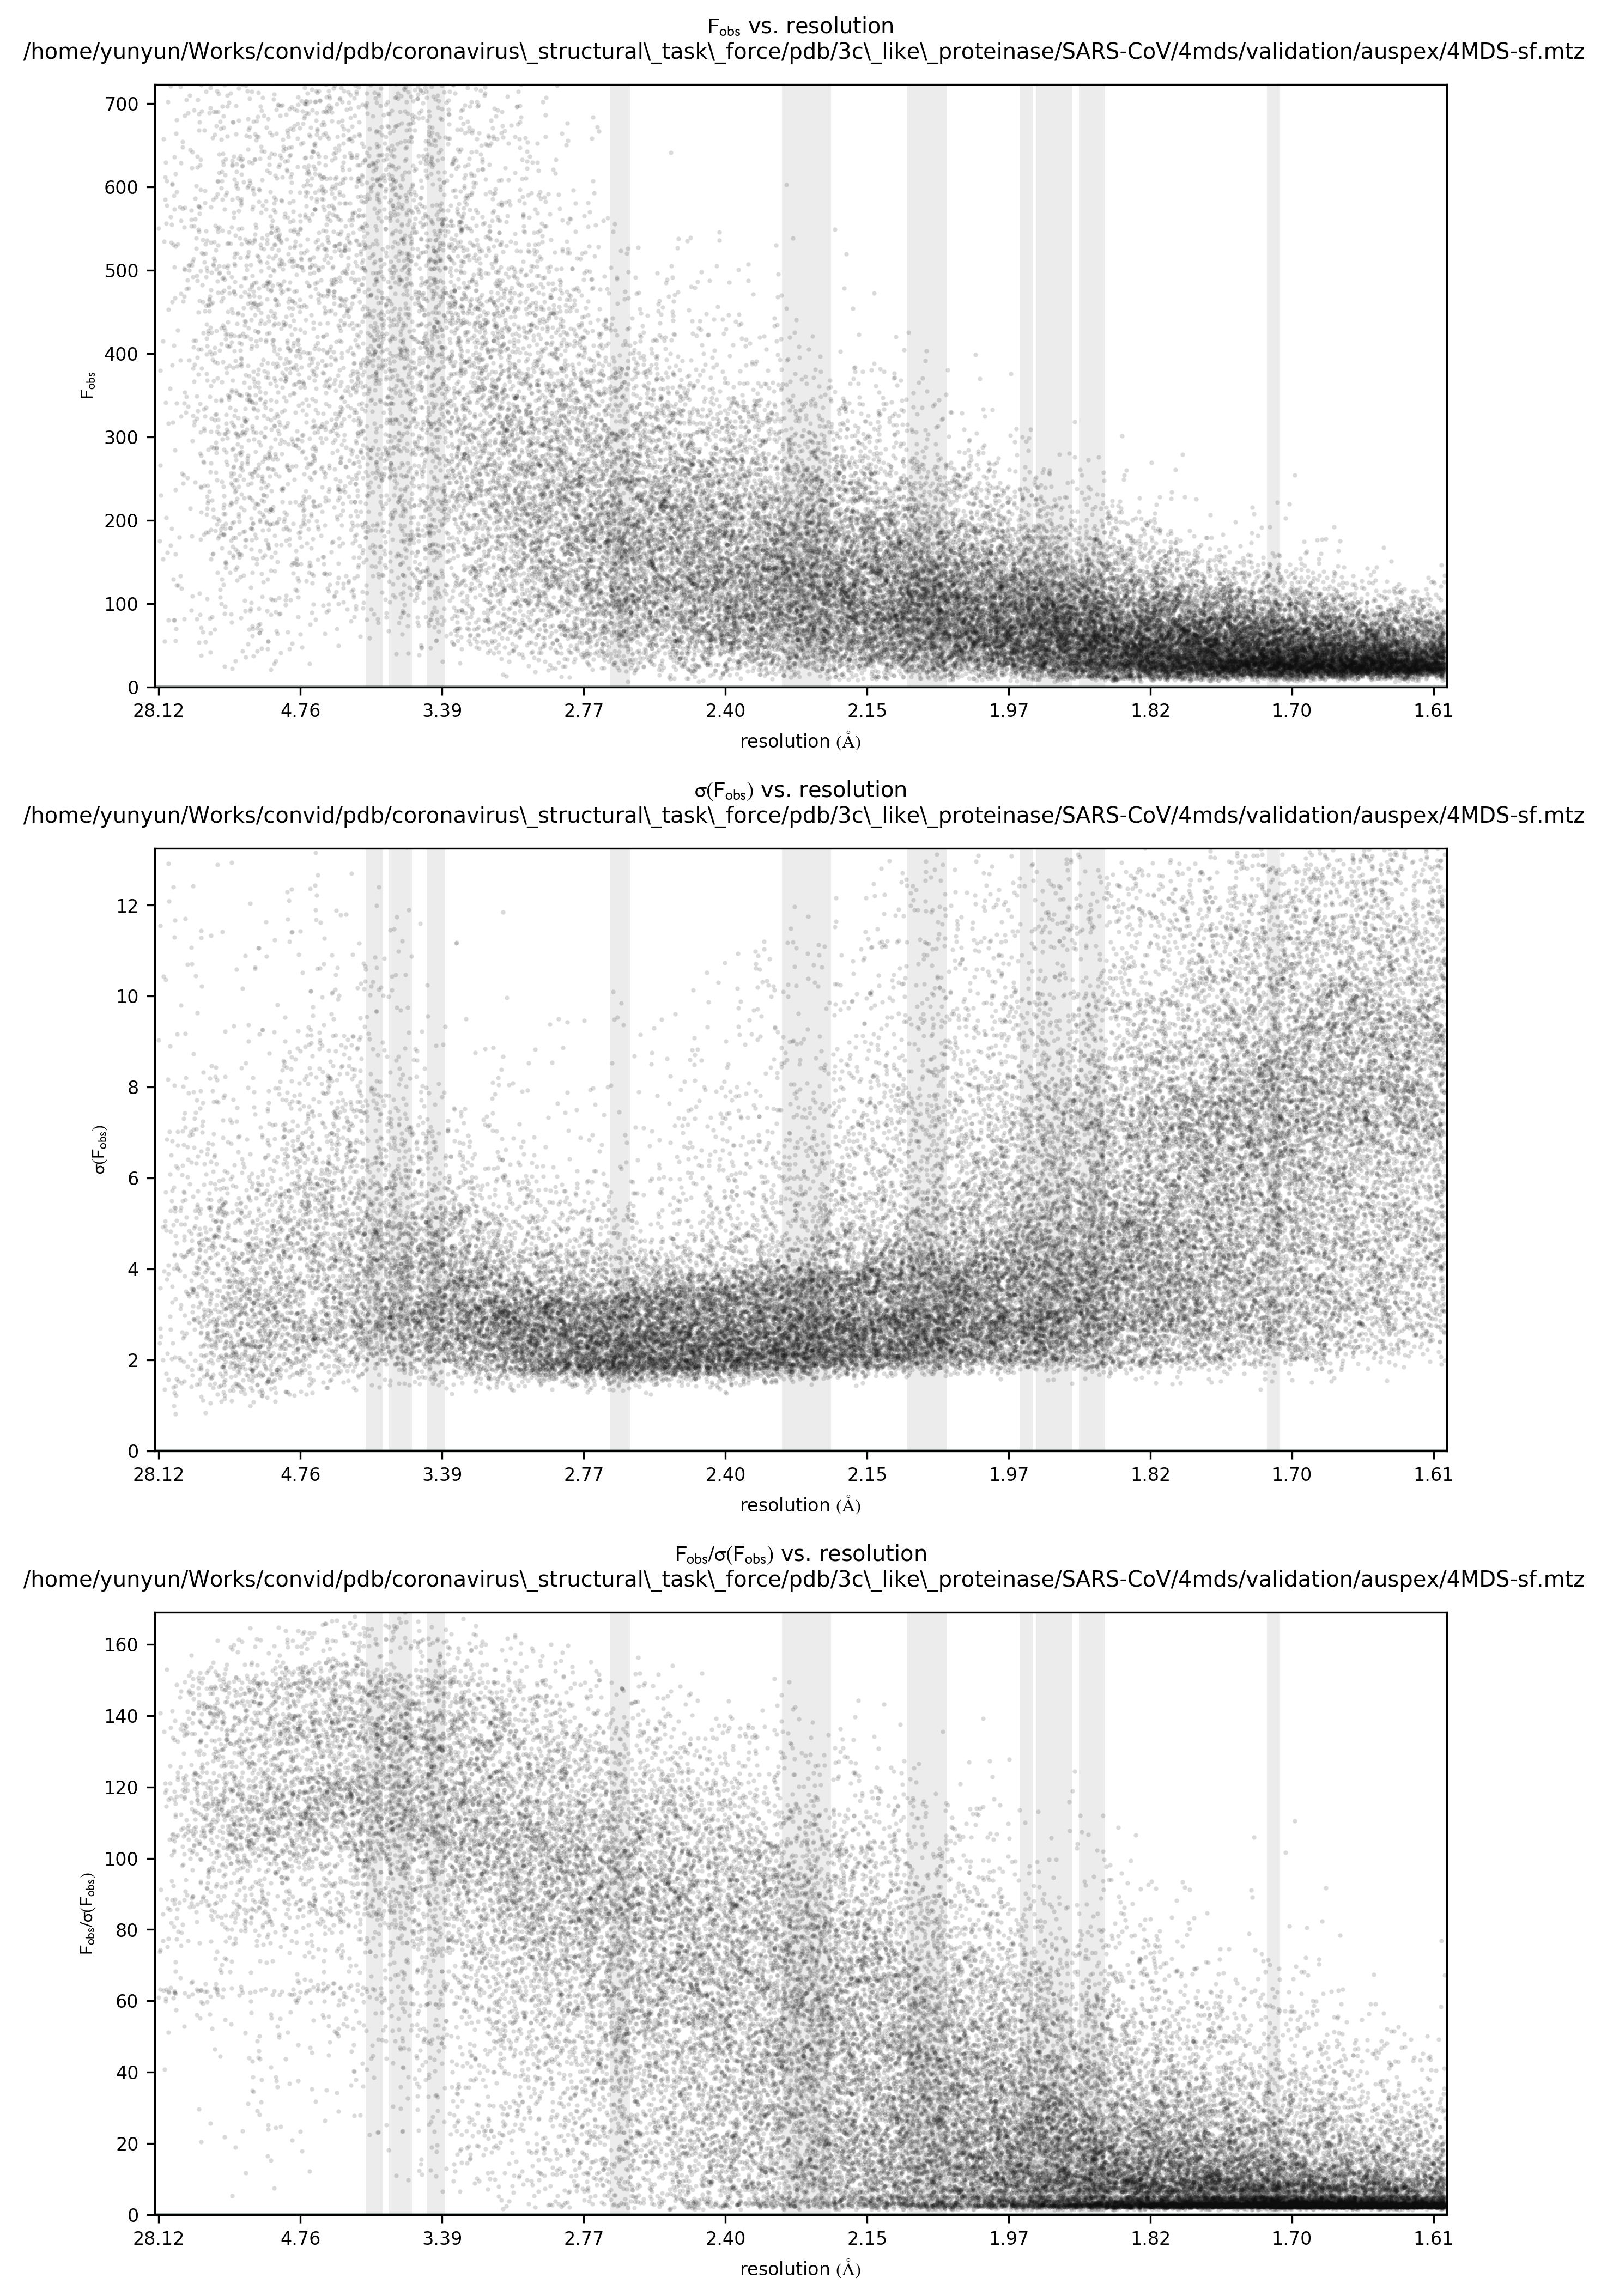 Fobs vs. resolution
/home/yunyun/Works/convid/pdb/coronavirus\_structural\_task\_force/pdb/3c\_like\_proteinase/SARS-CoV/4mds/validation/auspex/4MDS-sf.mtz
700
600
500
400
300
200
100
0
Fobs
28.12 4.76 3.39 2.77 2.40 2.15 1.97 1.82 1.70 1.61
resolution (Å)
σ(Fobs) vs. resolution
/home/yunyun/Works/convid/pdb/coronavirus\_structural\_task\_force/pdb/3c\_like\_proteinase/SARS-CoV/4mds/validation/auspex/4MDS-sf.mtz
12
10
8
6
4
2
0
σ(Fobs)
28.12 4.76 3.39 2.77 2.40 2.15 1.97 1.82 1.70 1.61
resolution (Å)
Fobs/σ(Fobs) vs. resolution
/home/yunyun/Works/convid/pdb/coronavirus\_structural\_task\_force/pdb/3c\_like\_proteinase/SARS-CoV/4mds/validation/auspex/4MDS-sf.mtz
160
140
120
100
80
60
40
20
0
Fobs/σ(Fobs)
28.12 4.76 3.39 2.77 2.40 2.15 1.97 1.82 1.70 1.61
resolution (Å)